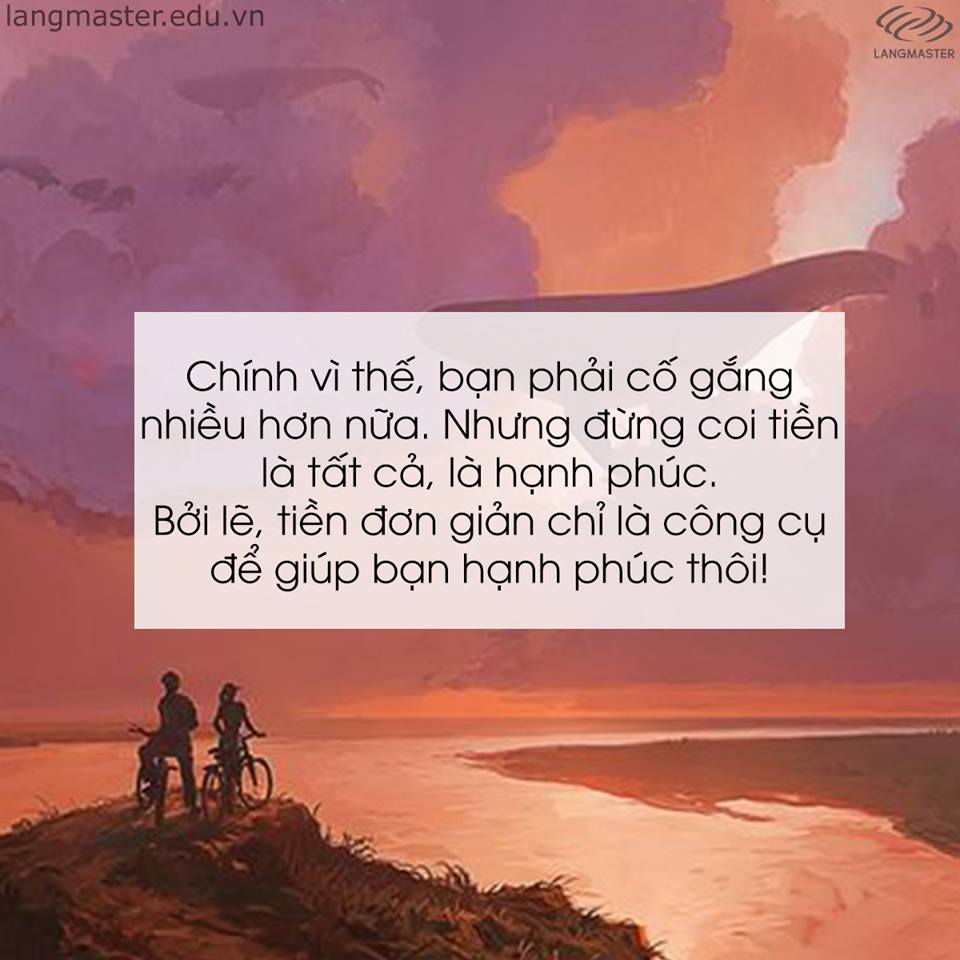 langmaster.edu.vn
LANGMASTER
Chính vì thế, bạn phải cố gắng
nhiều hơn nữa. Nhưng đừng coi tiền
là tất cả, là hạnh phúc.
Bởi lẽ, tiền đơn giản chỉ là công cụ
để giúp bạn hạnh phúc thôi!